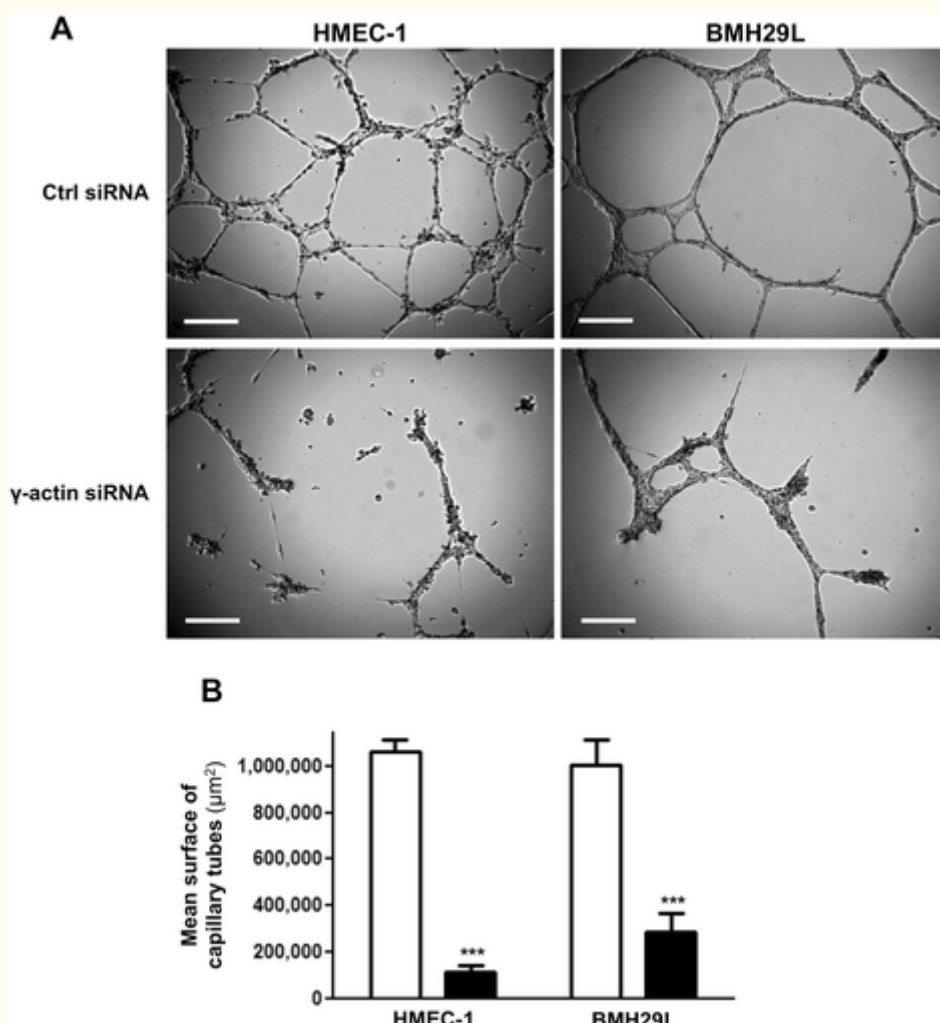 A
HMEC-1
BMH29L
Ctrl siRNA
γ-actin siRNA
B
Mean surface of
capillary tubes (µm²)
1,000,000
800,000
600,000
400,000
200,000
0
***
***
HMEC-1
BMH29L